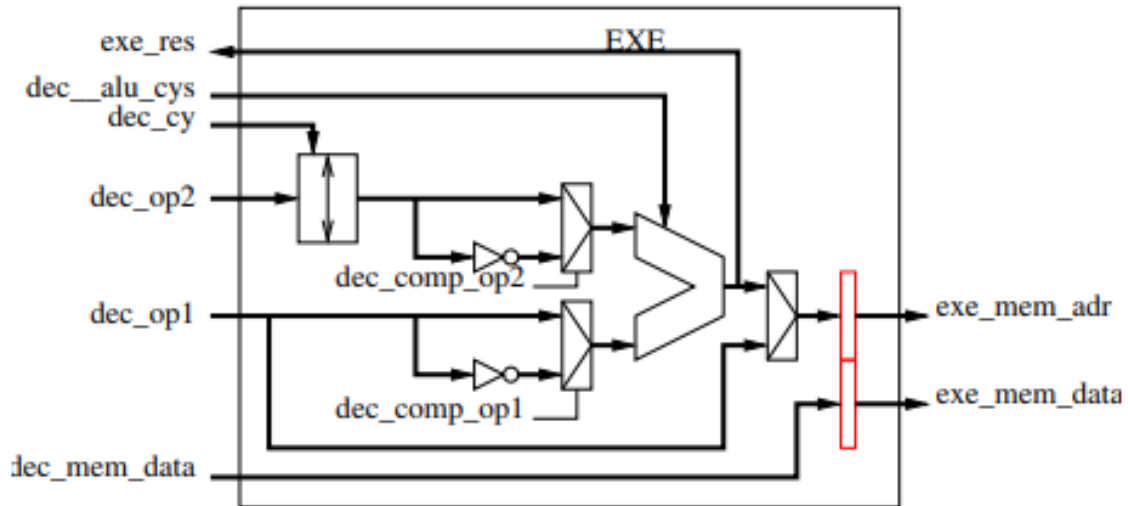 exe_res
EXE
dec__alu_cys
dec_cy
dec_op2
dec_comp_op2
dec_op1
exe_mem_adr
dec_comp_op1
exe_mem_data
dec_mem_data